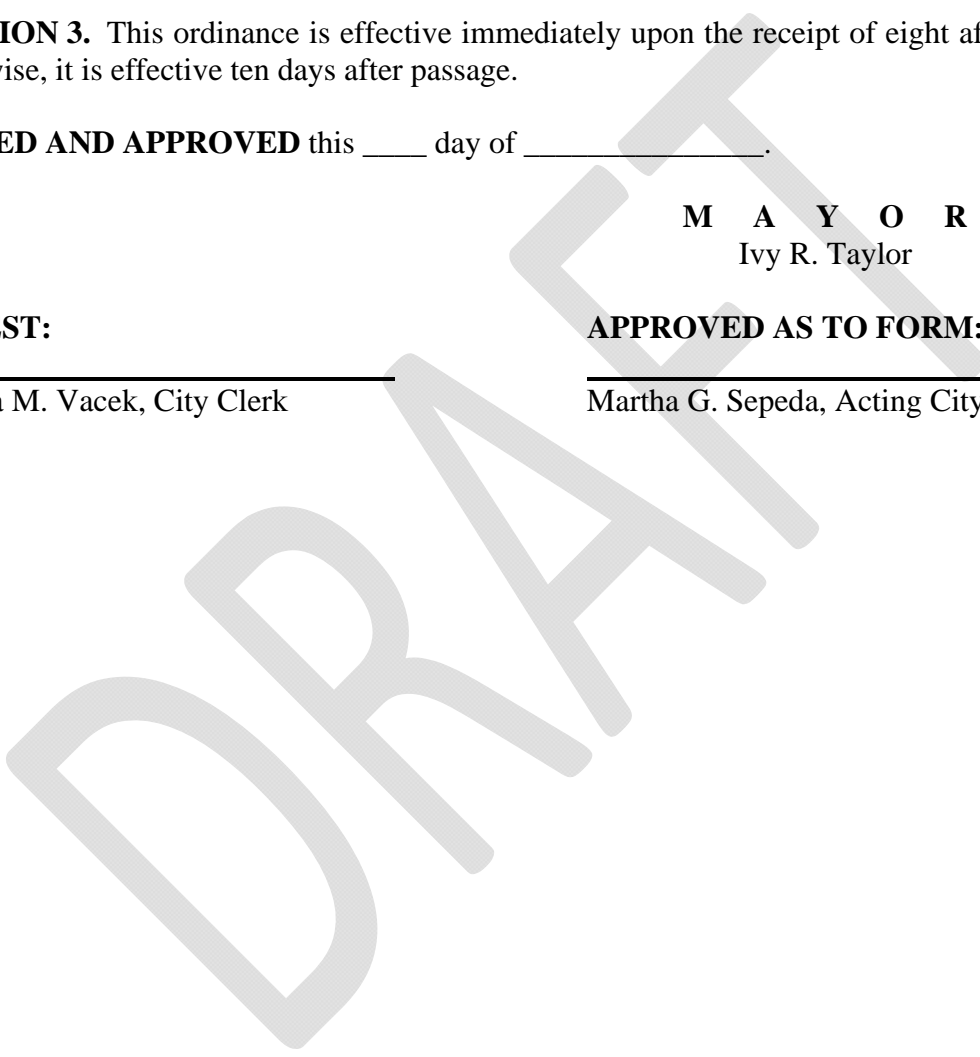 ION 3. This ordinance is effective immediately upon the receipt of eight af
wise, it is effective ten days after passage.
ED AND APPROVED this ____ day of _______________.
M A Y O R
Ivy R. Taylor
EST:
APPROVED AS TO FORM:
M. Vacek, City Clerk
Martha G. Sepeda, Acting City
DRAFT